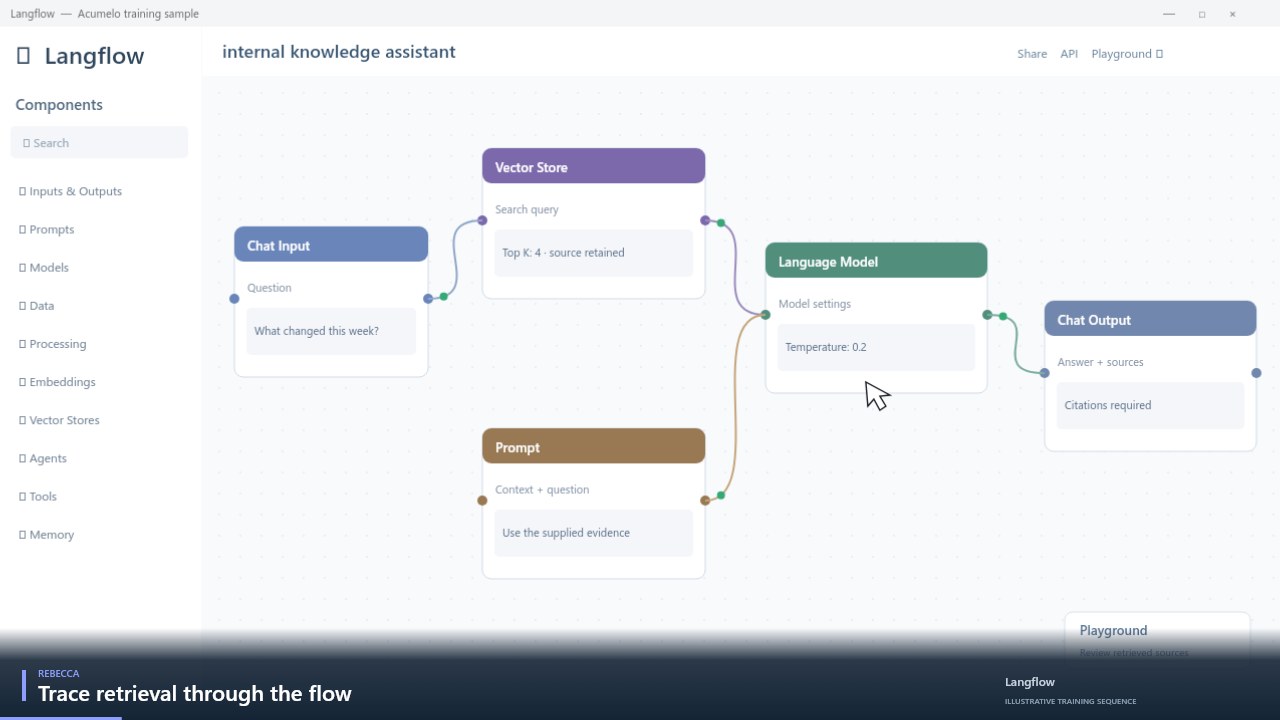 Langflow — Acumelo training sample
Langflow
internal knowledge assistant
Share API Playground
Components
Search
Inputs & Outputs
Prompts
Models
Data
Processing
Embeddings
Vector Stores
Agents
Tools
Memory
Chat Input
Question
What changed this week?
Vector Store
Search query
Top K: 4 · source retained
Prompt
Context + question
Use the supplied evidence
Language Model
Model settings
Temperature: 0.2
Chat Output
Answer + sources
Citations required
Playground
Review retrieved sources
REBECCA
Trace retrieval through the flow
Langflow
ILLUSTRATIVE TRAINING SEQUENCE